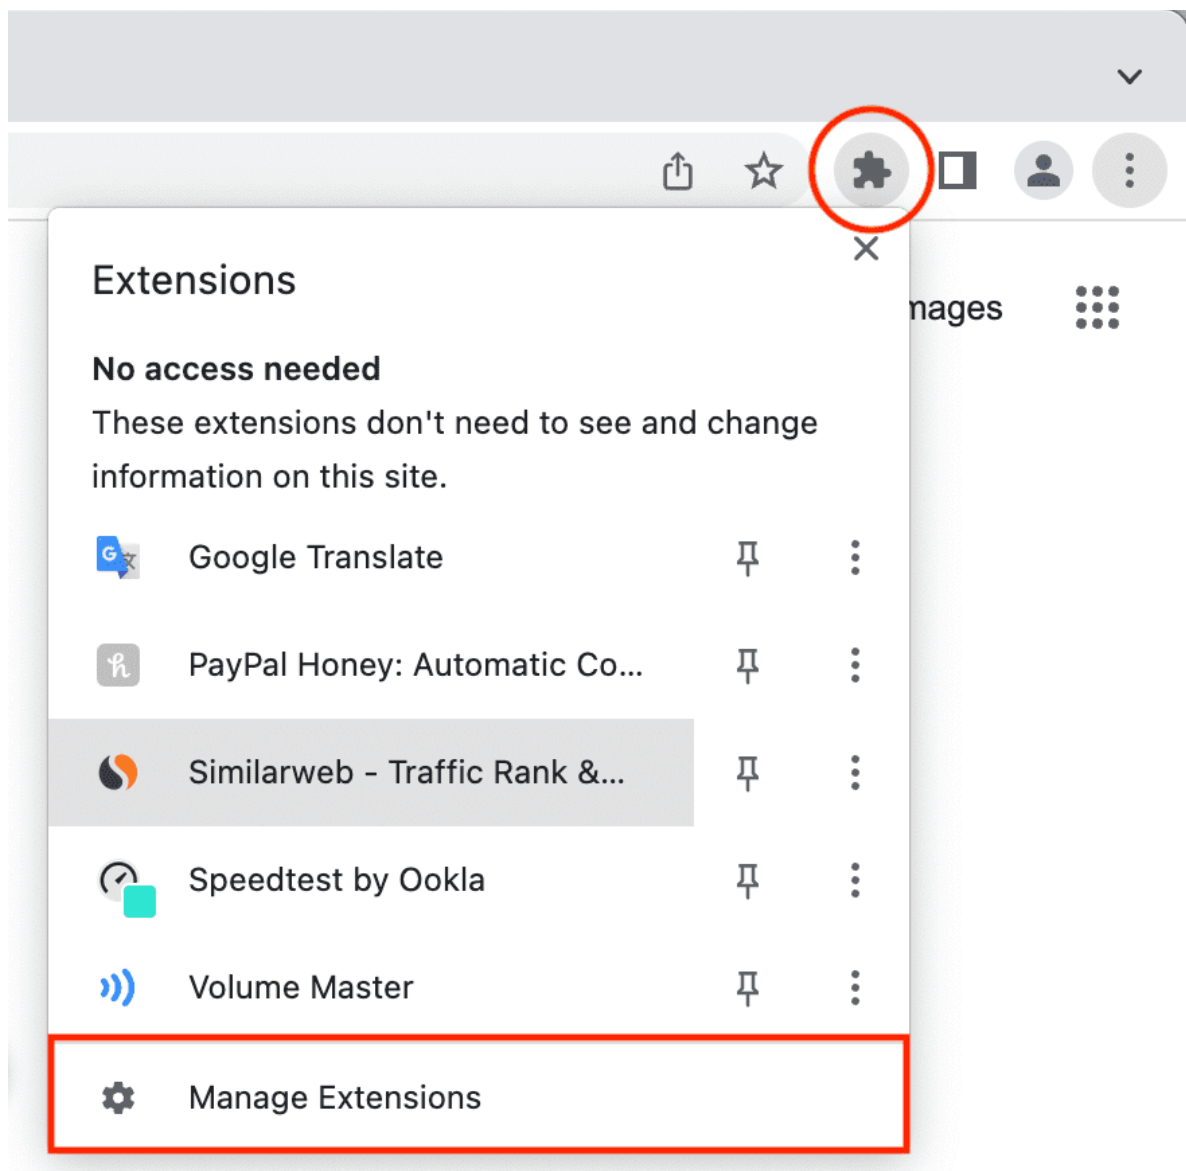 mages
Extensions
No access needed
These extensions don't need to see and change
information on this site.
Google Translate
PayPal Honey: Automatic Co...
Similarweb - Traffic Rank &...
Speedtest by Ookla
Volume Master
Manage Extensions